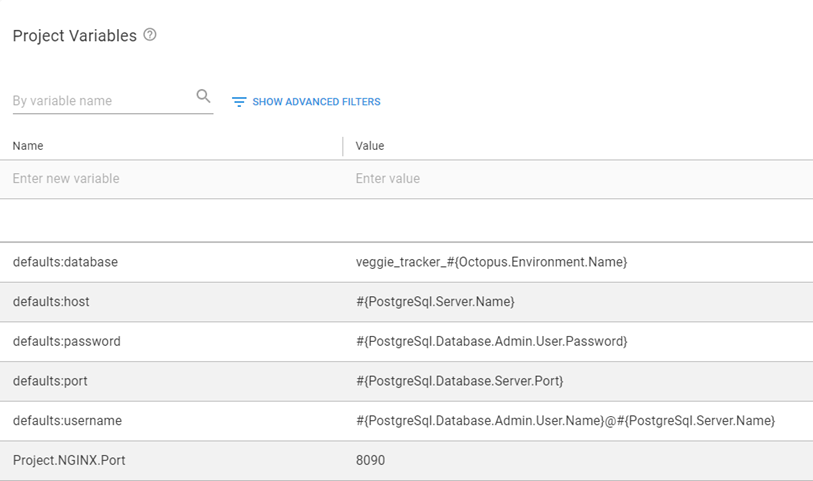 Project Variables
By variable name
SHOW ADVANCED FILTERS
Name Value
Enter new variable Enter value
defaults:database veggie_tracker_#{Octopus.Environment.Name}
defaults:host #{PostgreSql.Server.Name}
defaults:password #{PostgreSql.Database.Admin.User.Password}
defaults:port #{PostgreSql.Database.Server.Port}
defaults:username #{PostgreSql.Database.Admin.User.Name}@#{PostgreSql.Server.Name}
Project.NGINX.Port 8090